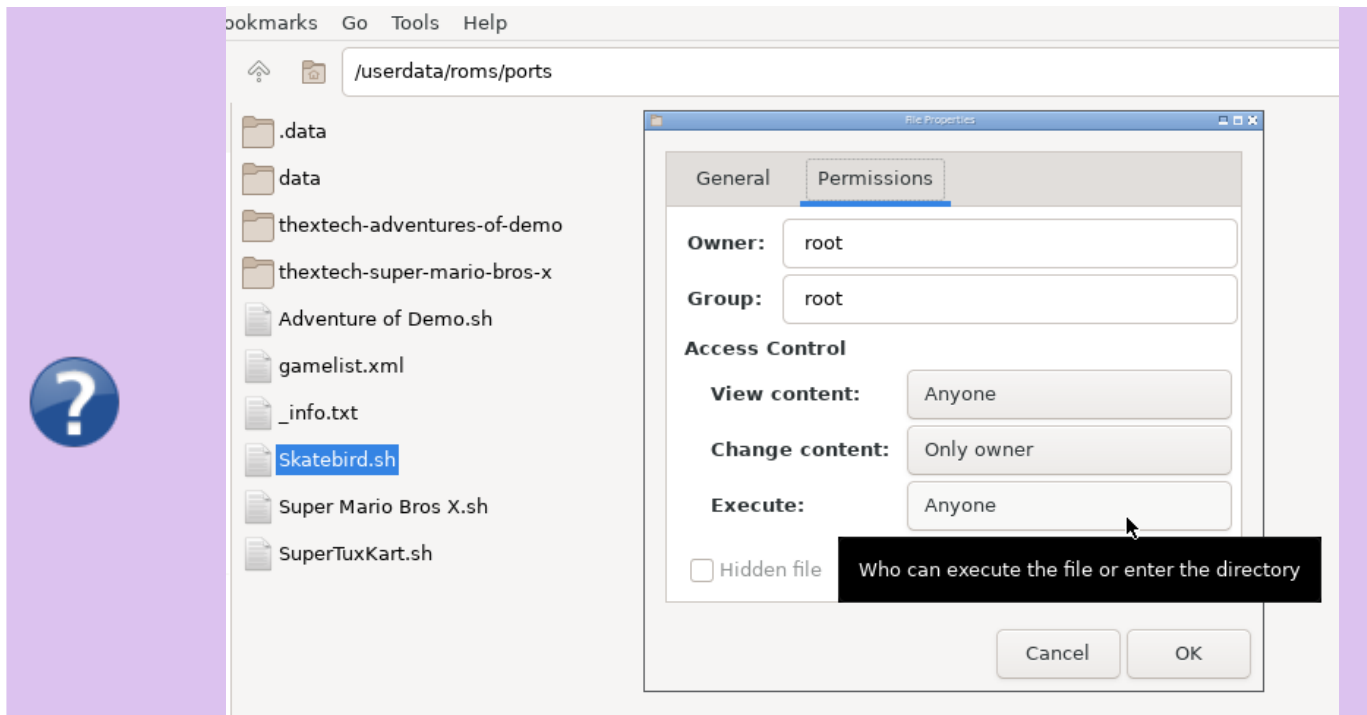 ookmarks Go Tools Help
/userdata/roms/ports
.data
data
thextech-adventures-of-demo
thextech-super-mario-bros-x
Adventure of Demo.sh
gamelist.xml
_info.txt
Skatebird.sh
Super Mario Bros X.sh
SuperTuxKart.sh
File Properties
General Permissions
Owner: root
Group: root
Access Control
View content: Anyone
Change content: Only owner
Execute: Anyone
Hidden file
Who can execute the file or enter the directory
Cancel OK
?